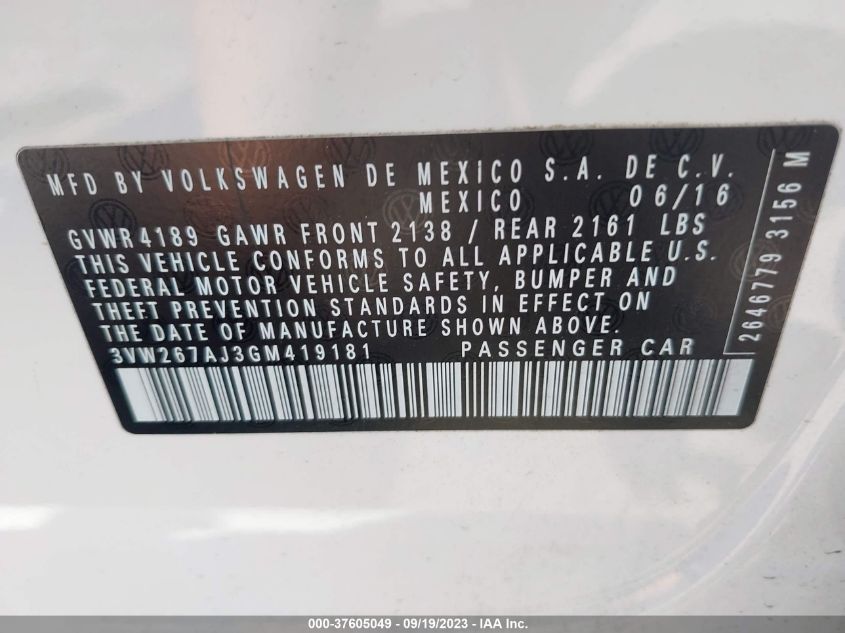 MFD BY VOLKSWAGEN DE MEXICO S.A. DE C.V.
MEXICO 06/16
GVWR 4189 GAWR FRONT 2138 / REAR 2161 LBS
THIS VEHICLE CONFORMS TO ALL APPLICABLE U.S.
FEDERAL MOTOR VEHICLE SAFETY, BUMPER AND
THEFT PREVENTION STANDARDS IN EFFECT ON
THE DATE OF MANUFACTURE SHOWN ABOVE.
3VW267AJ3GM419181 PASSENGER CAR
2646779 3156 M
000-37605049 - 09/19/2023 - IAA Inc.